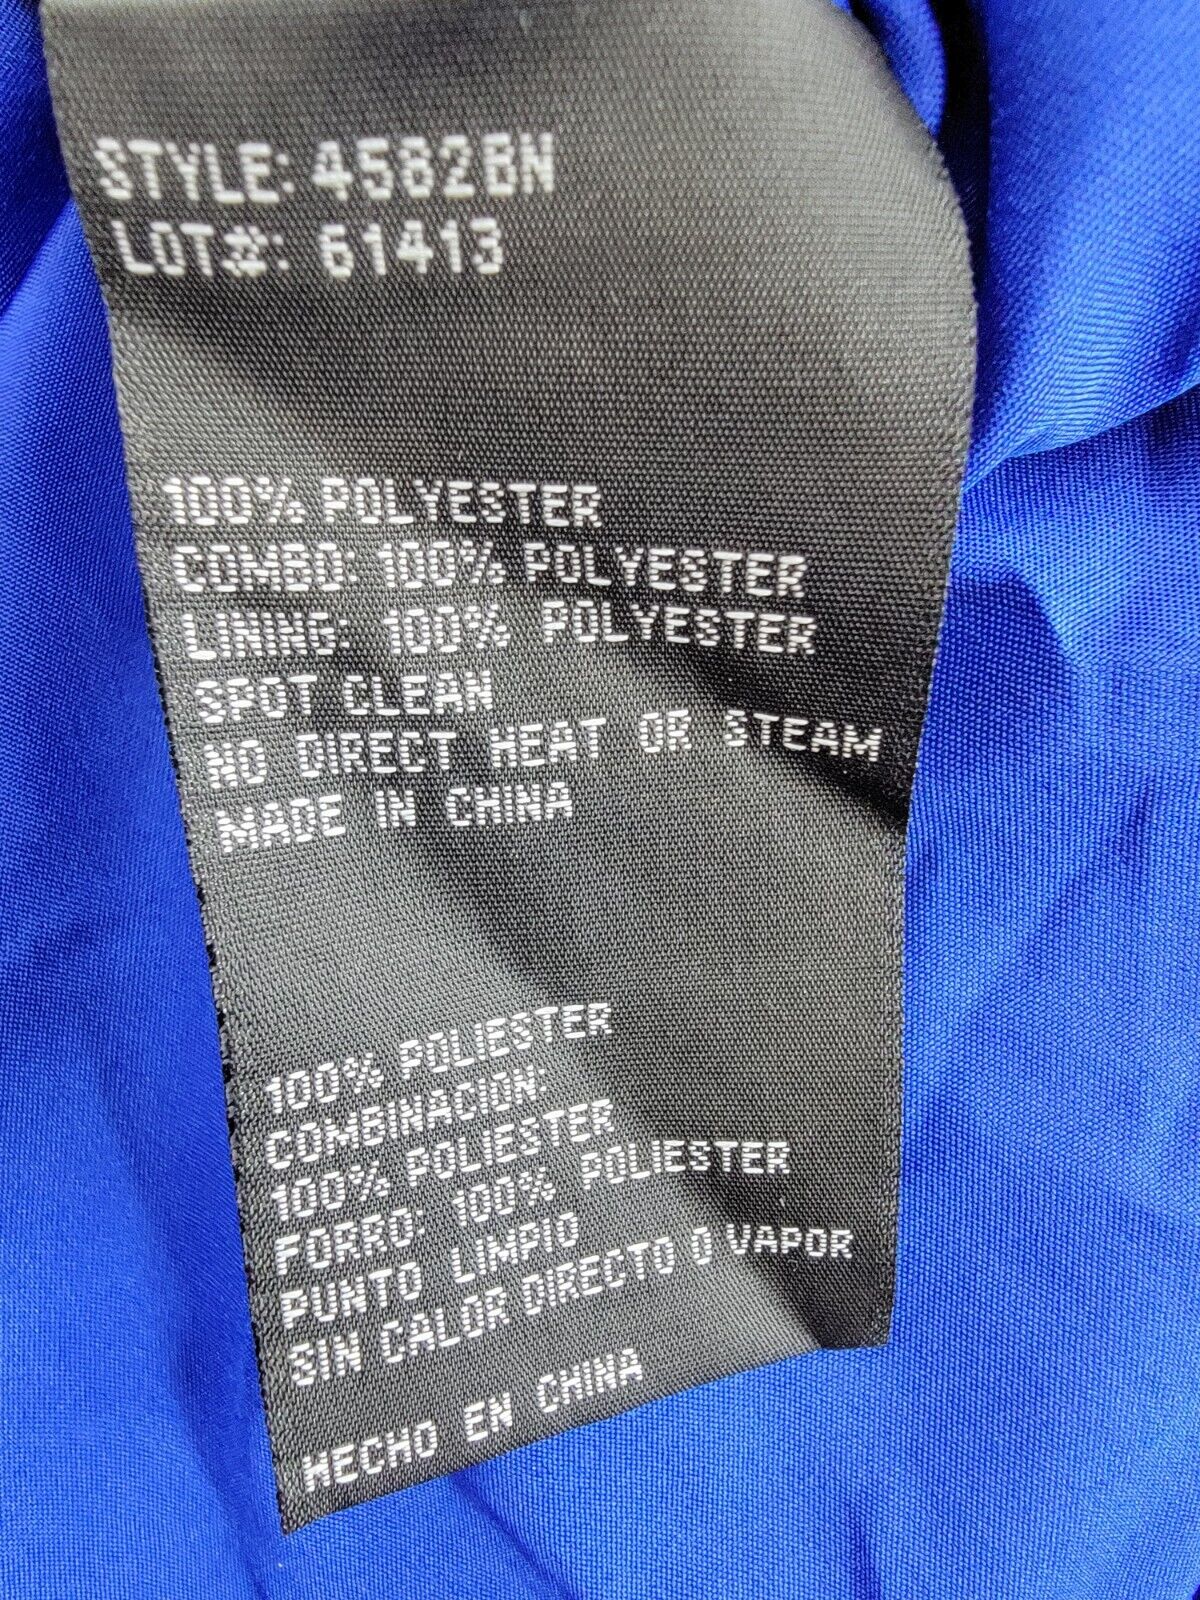 STYLE: 4582BN
LOT#: 61413
100% POLYESTER
COMBO: 100% POLYESTER
LINING: 100% POLYESTER
SPOT CLEAN
NO DIRECT HEAT OR STEAM
MADE IN CHINA
100% POLIESTER
COMBINACION:
100% POLIESTER
FORRO: 100% POLIESTER
PUNTO LIMPIO
SIN CALOR DIRECTO O VAPOR
HECHO EN CHINA